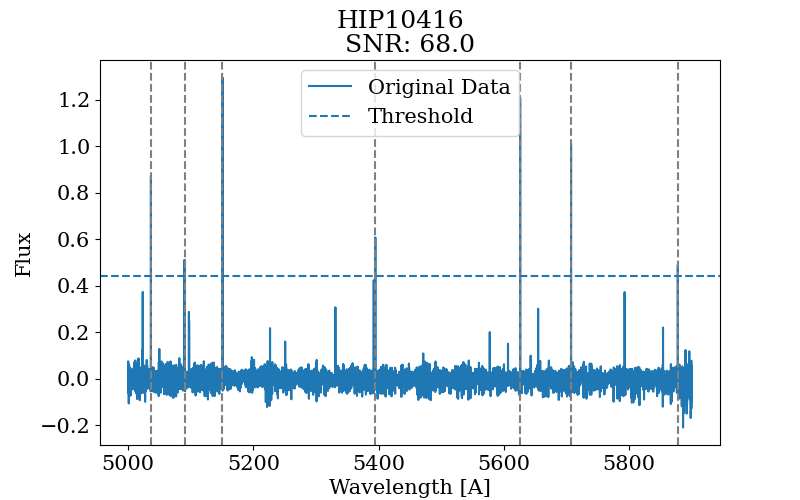 HIP10416
SNR: 68.0
Original Data
Threshold
Flux
1.2
1.0
0.8
0.6
0.4
0.2
0.0
−0.2
5000 5200 5400 5600 5800
Wavelength [A]